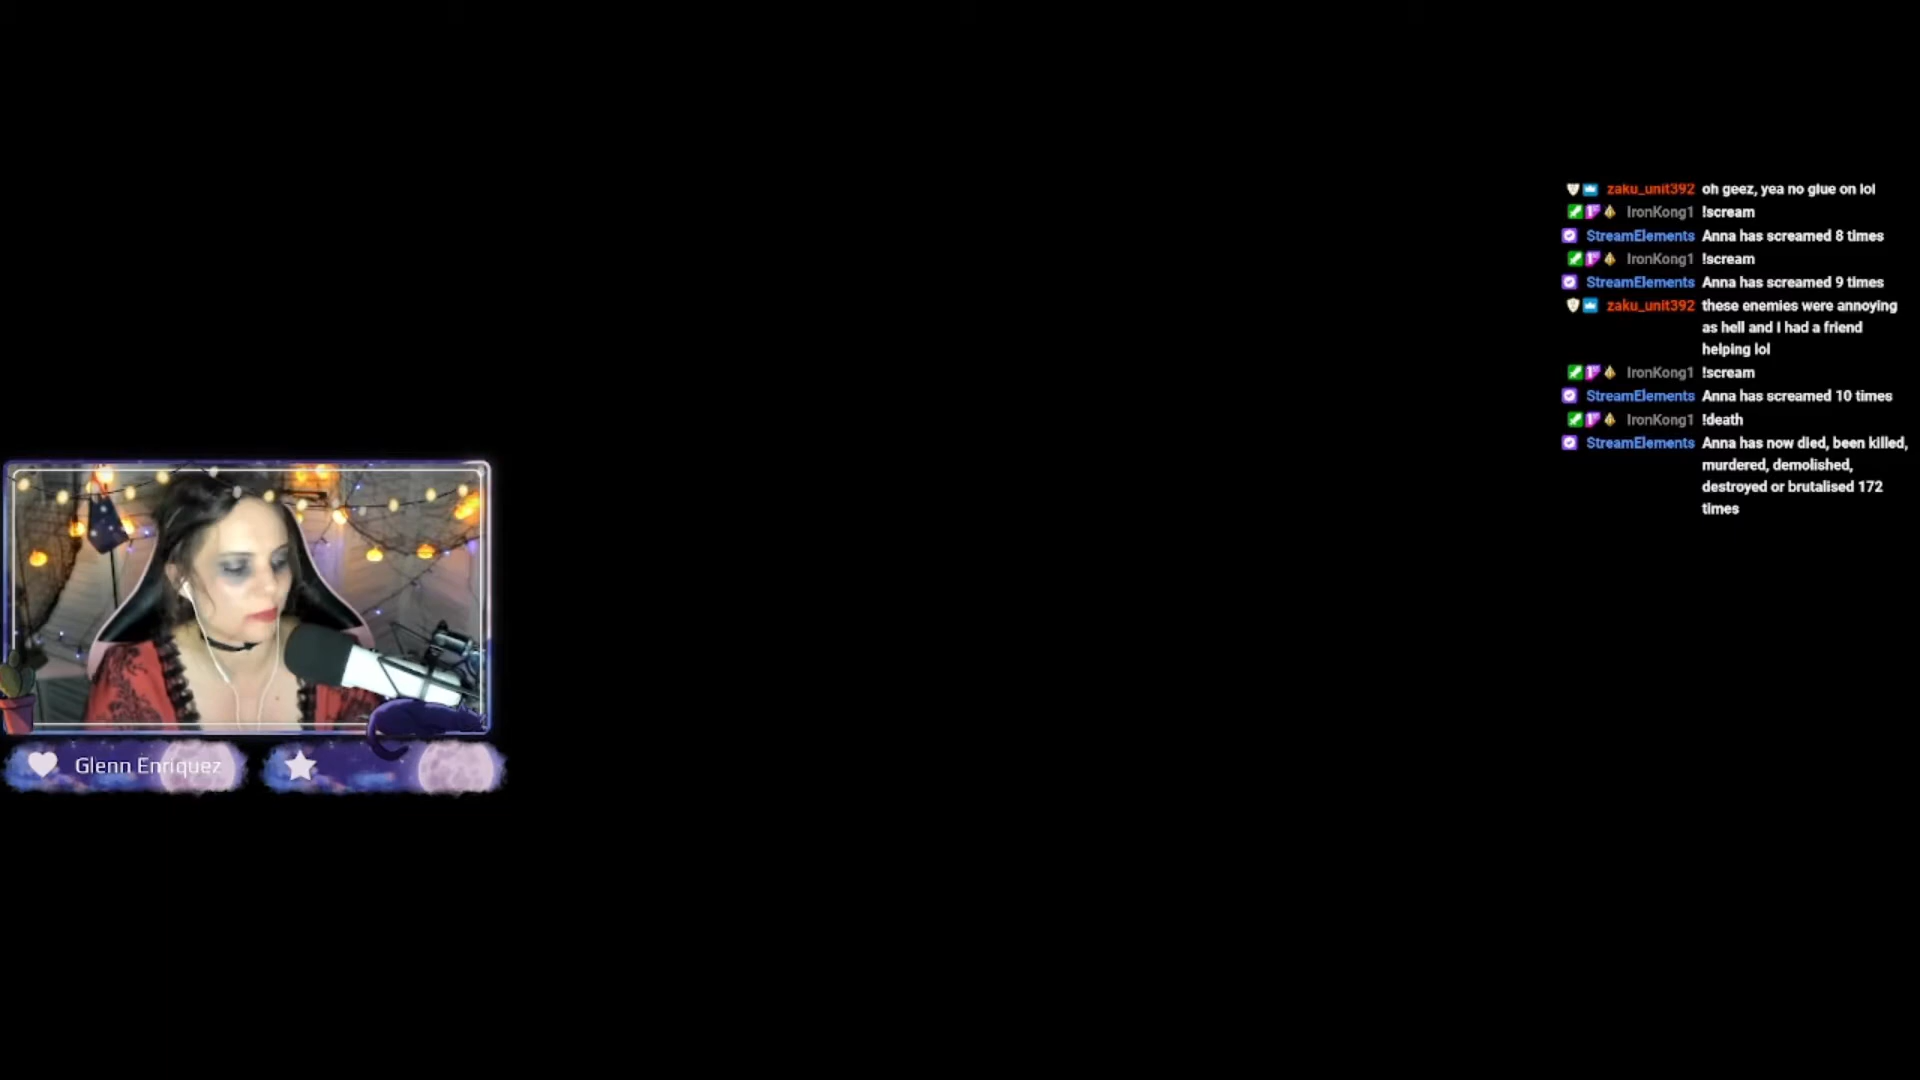 zaku_unit392 oh geez, yea no glue on lol
IronKong1 !scream
StreamElements Anna has screamed 8 times
IronKong1 !scream
StreamElements Anna has screamed 9 times
zaku_unit392 these enemies were annoying
as hell and I had a friend
helping lol
IronKong1 !scream
StreamElements Anna has screamed 10 times
IronKong1 !death
StreamElements Anna has now died, been killed,
murdered, demolished,
destroyed or brutalised 172
times
Glenn Enriquez